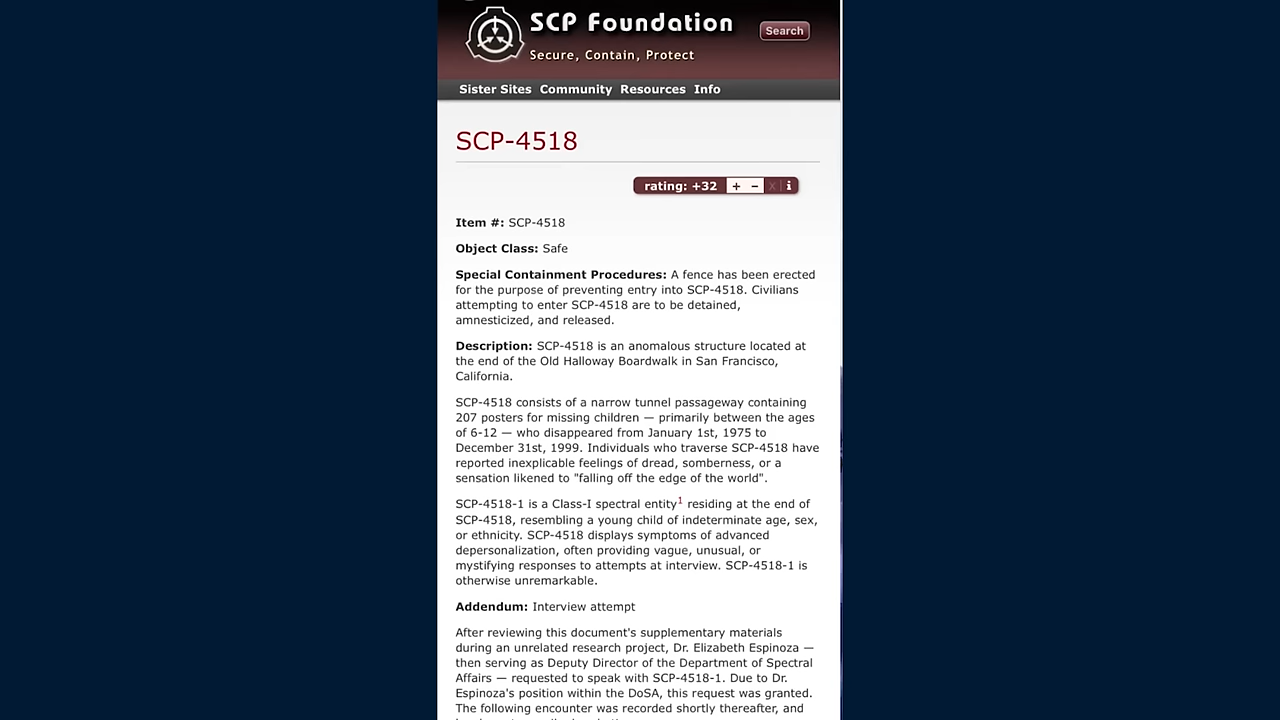 SCP Foundation
Search
Secure, Contain, Protect
Sister Sites Community Resources Info
SCP-4518
rating: +32 + − x i
Item #: SCP-4518
Object Class: Safe
Special Containment Procedures: A fence has been erected
for the purpose of preventing entry into SCP-4518. Civilians
attempting to enter SCP-4518 are to be detained,
amnesticized, and released.
Description: SCP-4518 is an anomalous structure located at
the end of the Old Halloway Boardwalk in San Francisco,
California.
SCP-4518 consists of a narrow tunnel passageway containing
207 posters for missing children — primarily between the ages
of 6-12 — who disappeared from January 1st, 1975 to
December 31st, 1999. Individuals who traverse SCP-4518 have
reported inexplicable feelings of dread, somberness, or a
sensation likened to "falling off the edge of the world".
SCP-4518-1 is a Class-I spectral entity1 residing at the end of
SCP-4518, resembling a young child of indeterminate age, sex,
or ethnicity. SCP-4518 displays symptoms of advanced
depersonalization, often providing vague, unusual, or
mystifying responses to attempts at interview. SCP-4518-1 is
otherwise unremarkable.
Addendum: Interview attempt
After reviewing this document's supplementary materials
during an unrelated research project, Dr. Elizabeth Espinoza —
then serving as Deputy Director of the Department of Spectral
Affairs — requested to speak with SCP-4518-1. Due to Dr.
Espinoza's position within the DoSA, this request was granted.
The following encounter was recorded shortly thereafter, and